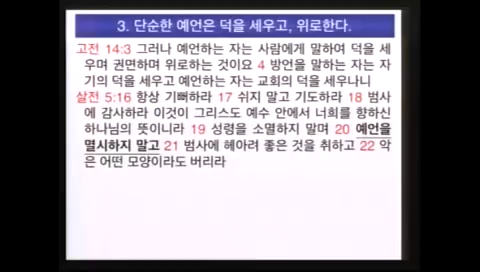 3. 단순한 예언은 덕을 세우고, 위로한다.
고전 14:3 그러나 예언하는 자는 사람에게 말하여 덕을 세
우며 권면하며 위로하는 것이요 4 방언을 말하는 자는 자
기의 덕을 세우고 예언하는 자는 교회의 덕을 세우나니
살전 5:16 항상 기뻐하라 17 쉬지 말고 기도하라 18 범사
에 감사하라 이것이 그리스도 예수 안에서 너희를 향하신
하나님의 뜻이니라 19 성령을 소멸하지 말며 20 예언을
멸시하지 말고 21 범사에 헤아려 좋은 것을 취하고 22 악
은 어떤 모양이라도 버리라